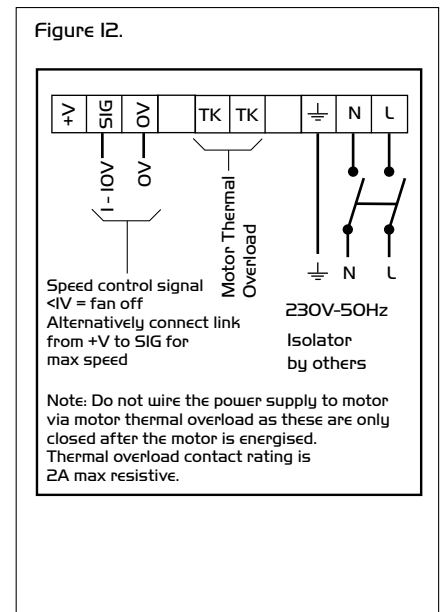 Figure 12.
+V SIG 0V TK TK ⏚ N L
1 - 10V
0V
Motor Thermal
Overload
⏚ N L
Speed control signal
<1V = fan off
Alternatively connect link
from +V to SIG for
max speed
230V-50Hz
Isolator
by others
Note: Do not wire the power supply to motor
via motor thermal overload as these are only
closed after the motor is energised.
Thermal overload contact rating is
2A max resistive.